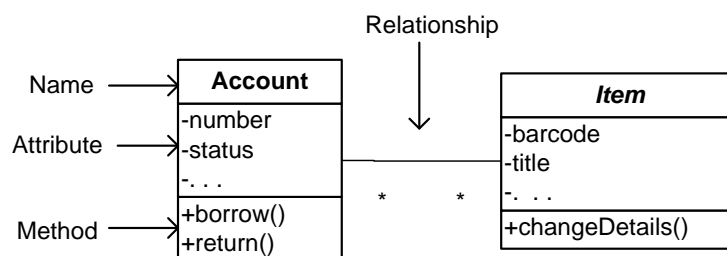 Relationship
Name
Account
Item
Attribute
-number
-status
-. . .
-barcode
-title
-. . .
* *
Method
+borrow()
+return()
+changeDetails()